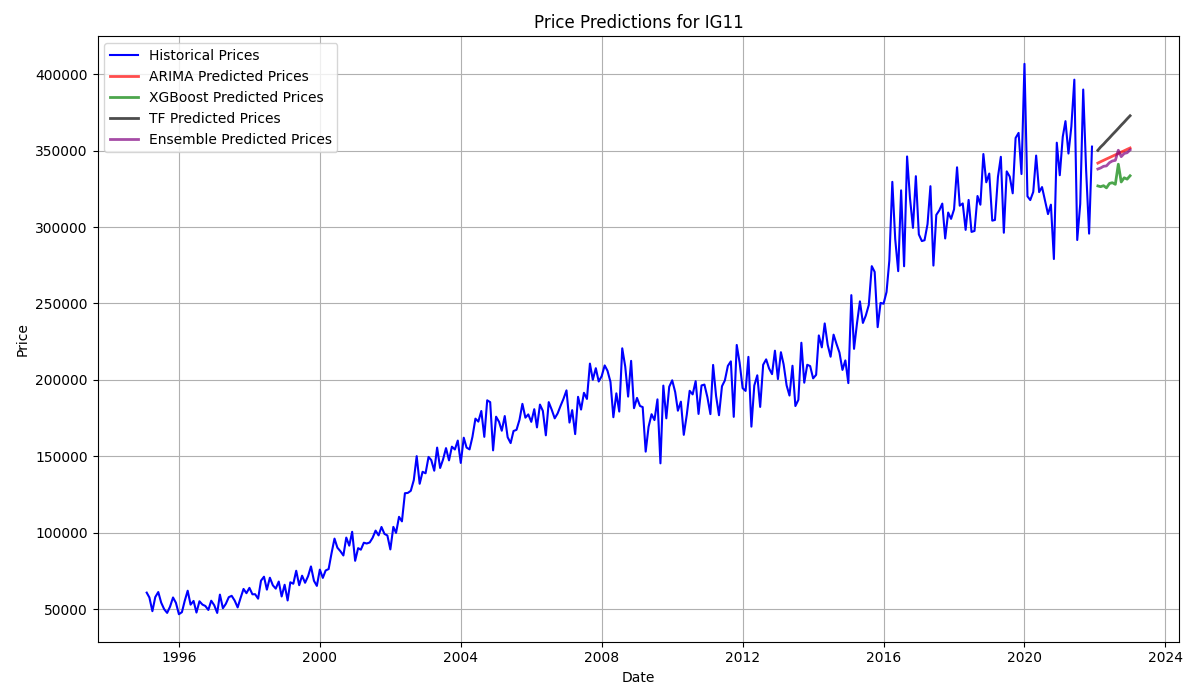 Price Predictions for IG11
Historical Prices
ARIMA Predicted Prices
XGBoost Predicted Prices
TF Predicted Prices
Ensemble Predicted Prices
400000
350000
300000
250000
200000
150000
100000
50000
Price
1996 2000 2004 2008 2012 2016 2020 2024
Date